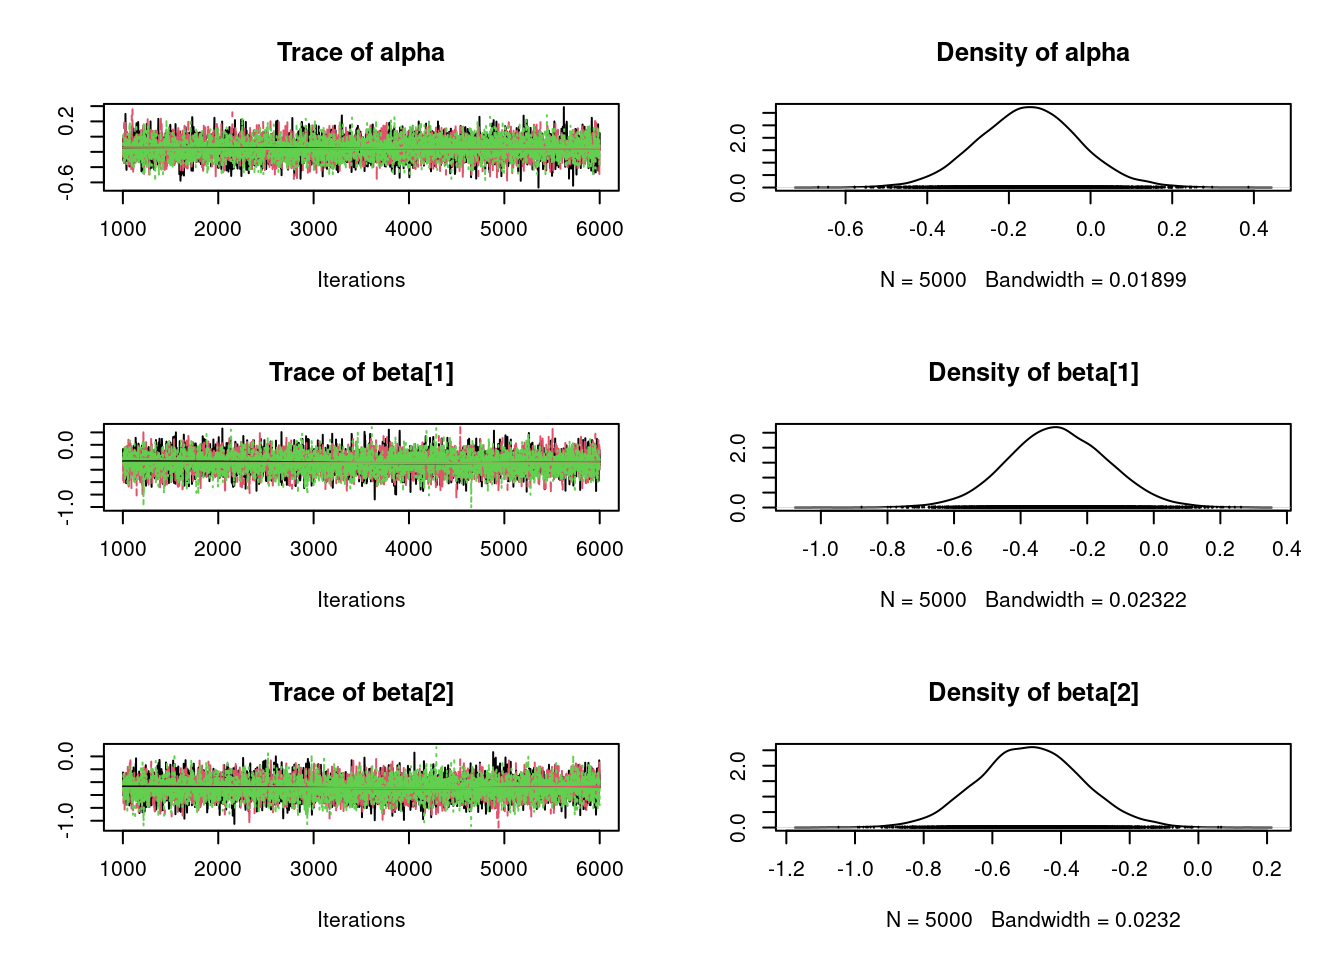 Trace of alpha
0.2
-0.6
1000 2000 3000 4000 5000 6000
Iterations
Density of alpha
2.0
0.0
-0.6 -0.4 -0.2 0.0 0.2 0.4
N = 5000 Bandwidth = 0.01899
Trace of beta[1]
0.0
-1.0
1000 2000 3000 4000 5000 6000
Iterations
Density of beta[1]
2.0
0.0
-1.0 -0.8 -0.6 -0.4 -0.2 0.0 0.2 0.4
N = 5000 Bandwidth = 0.02322
Trace of beta[2]
0.0
-1.0
1000 2000 3000 4000 5000 6000
Iterations
Density of beta[2]
2.0
0.0
-1.2 -1.0 -0.8 -0.6 -0.4 -0.2 0.0 0.2
N = 5000 Bandwidth = 0.0232